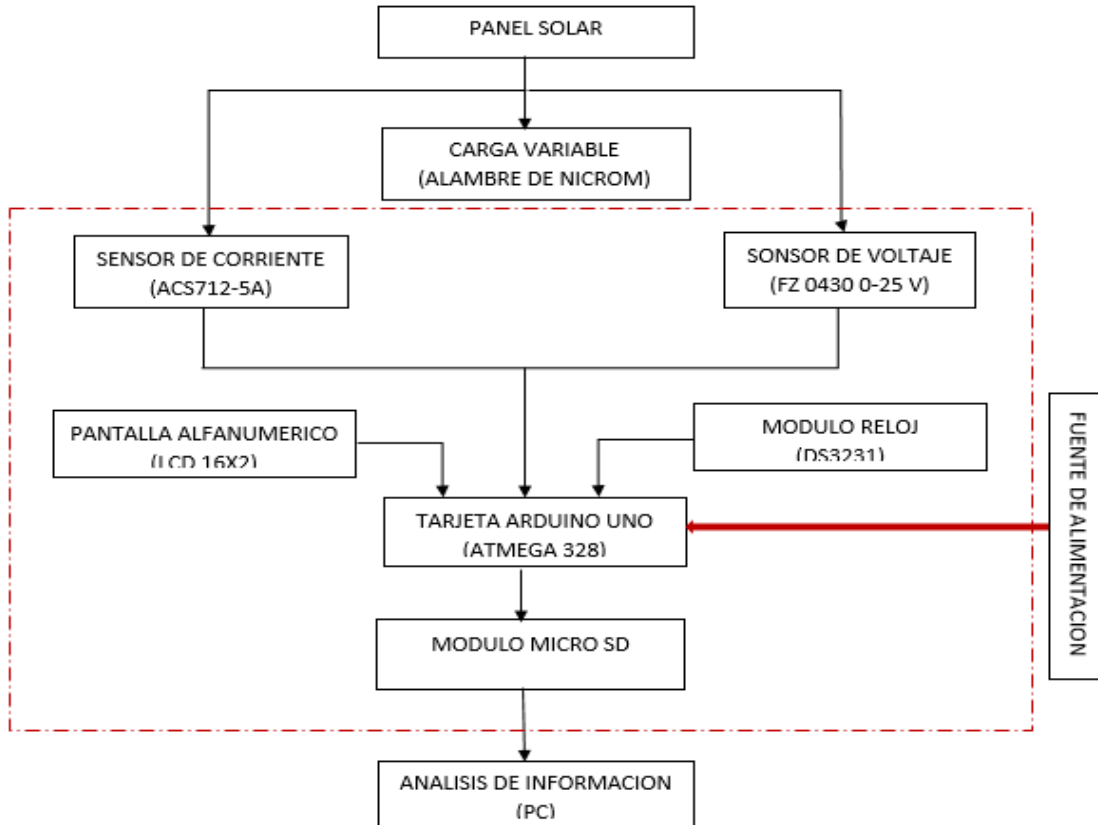 PANEL SOLAR
CARGA VARIABLE
(ALAMBRE DE NICROM)
SENSOR DE CORRIENTE
(ACS712-5A)
SONSOR DE VOLTAJE
(FZ 0430 0-25 V)
PANTALLA ALFANUMERICO
(LCD 16X2)
MODULO RELOJ
(DS3231)
FUENTE DE ALIMENTACION
TARJETA ARDUINO UNO
(ATMEGA 328)
MODULO MICRO SD
ANALISIS DE INFORMACION
(PC)